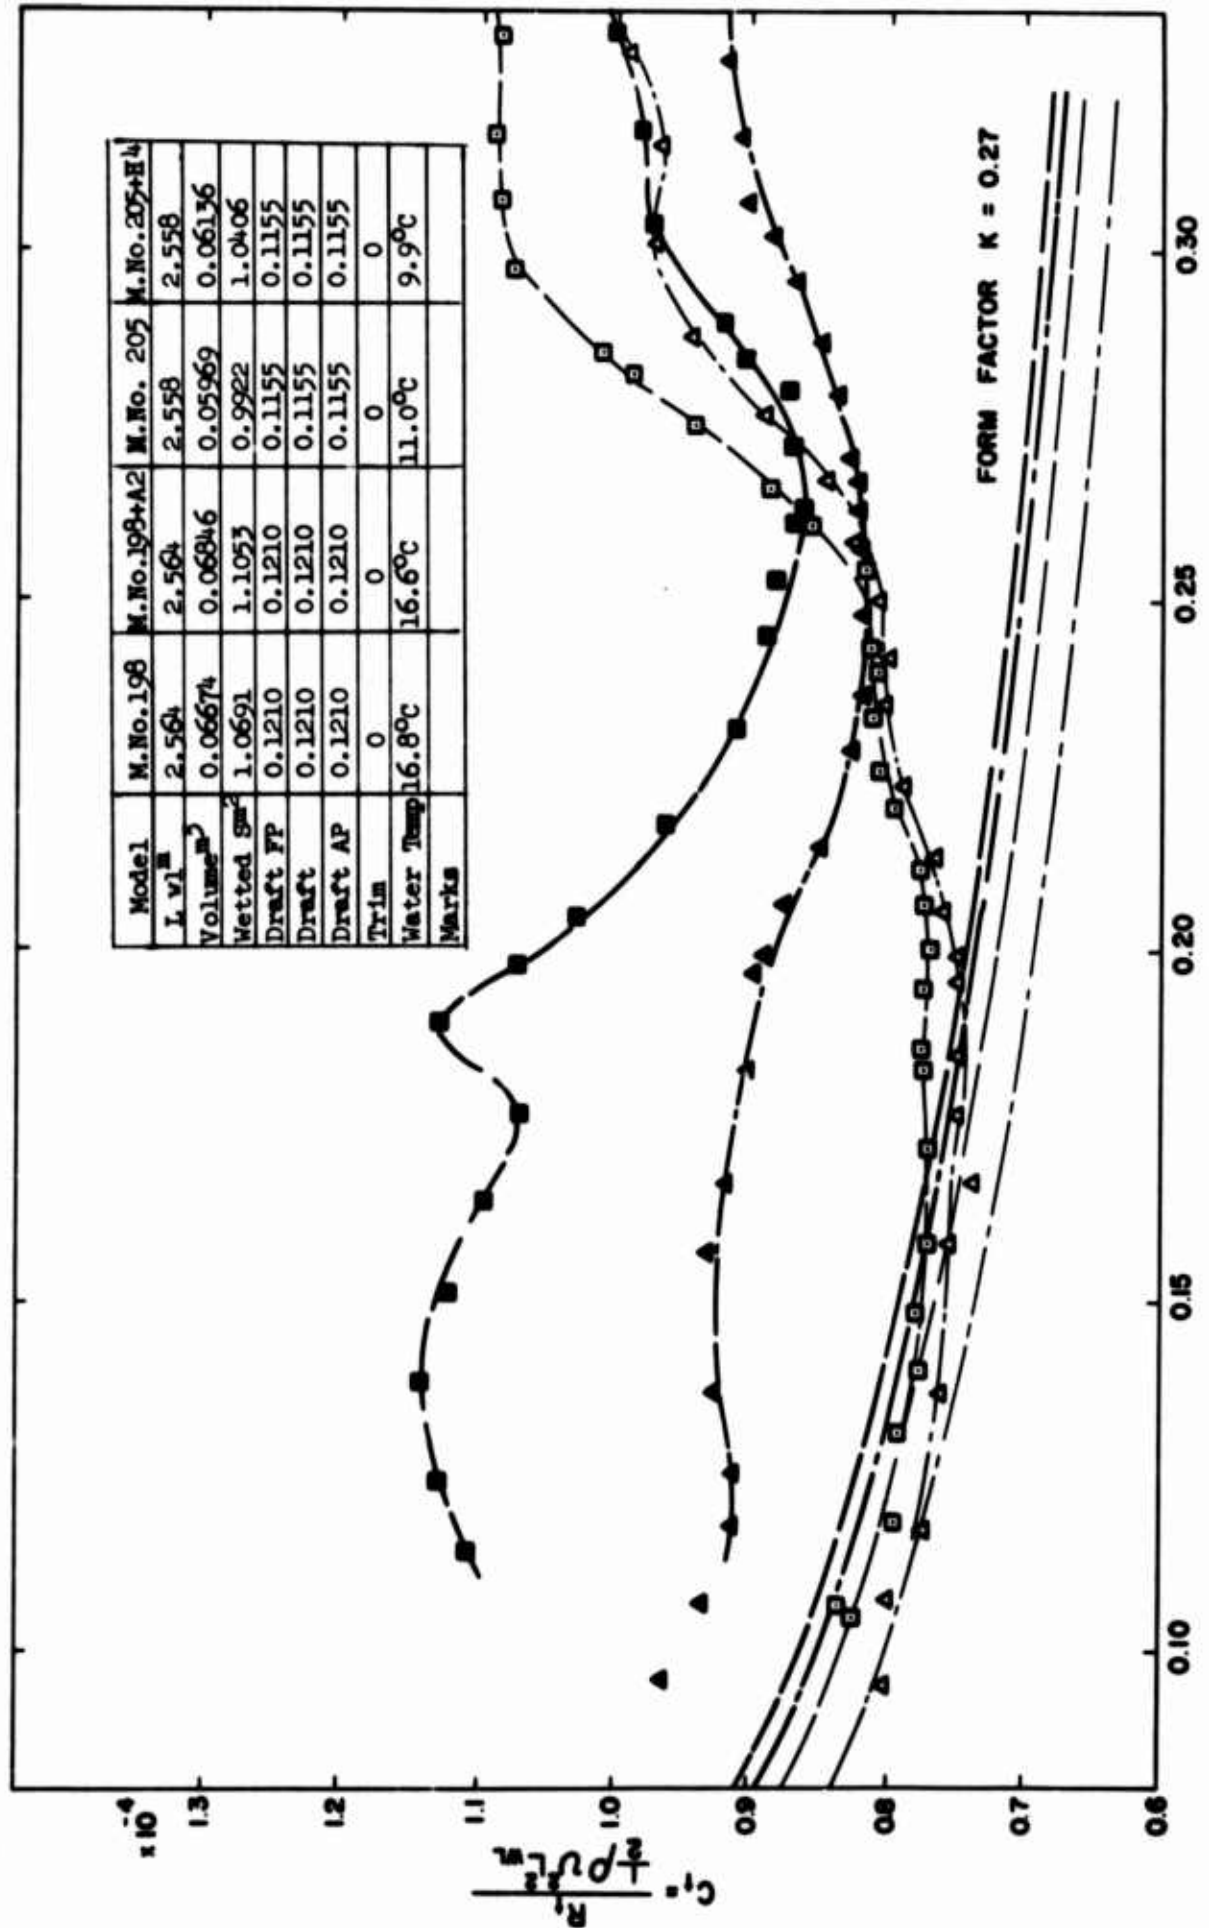 Model M.No.198 M.No.198+A2 M.No. 205 M.No.205+H4
L wl m 2.564 2.564 2.558 2.558
Volume m3 0.06674 0.06846 0.05969 0.06136
Wetted Sm2 1.0691 1.1053 0.9922 1.0406
Draft FP 0.1210 0.1210 0.1155 0.1155
Draft 0.1210 0.1210 0.1155 0.1155
Draft AP 0.1210 0.1210 0.1155 0.1155
Trim 0 0 0 0
Water Temp 16.8°C 16.6°C 11.0°C 9.9°C
Marks
x10-4
1.3
1.2
1.1
1.0
0.9
0.8
0.7
0.6
Ct = Rt / ½ρv²L²WL
FORM FACTOR K = 0.27
0.10 0.15 0.20 0.25 0.30